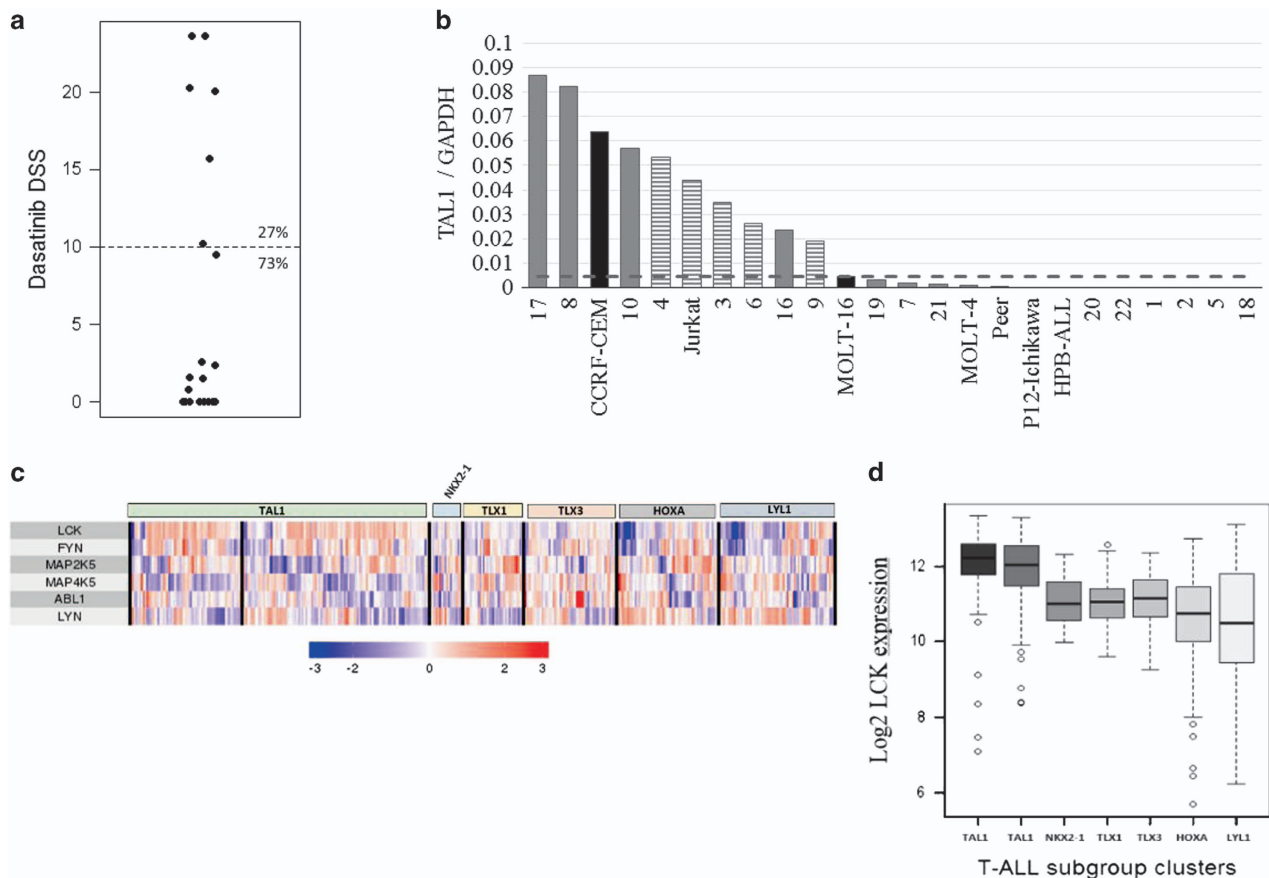 a
20
15
10
5
0
Dasatinib DSS
27%
73%
b
0.1
0.09
0.08
0.07
0.06
0.05
0.04
0.03
0.02
0.01
0
TAL1 / GAPDH
17
8
CCRF-CEM
10
4
Jurkat
3
6
16
9
MOLT-16
19
7
21
MOLT-4
Peer
P12-Ichikawa
HPB-ALL
20
22
1
2
5
18
c
TAL1
NKX2-1
TLX1
TLX3
HOXA
LYL1
LCK
FYN
MAP2K5
MAP4K5
ABL1
LYN
-3 -2 0 2 3
d
12
10
8
6
Log2 LCK expression
TAL1 TAL1 NKX2-1 TLX1 TLX3 HOXA LYL1
T-ALL subgroup clusters